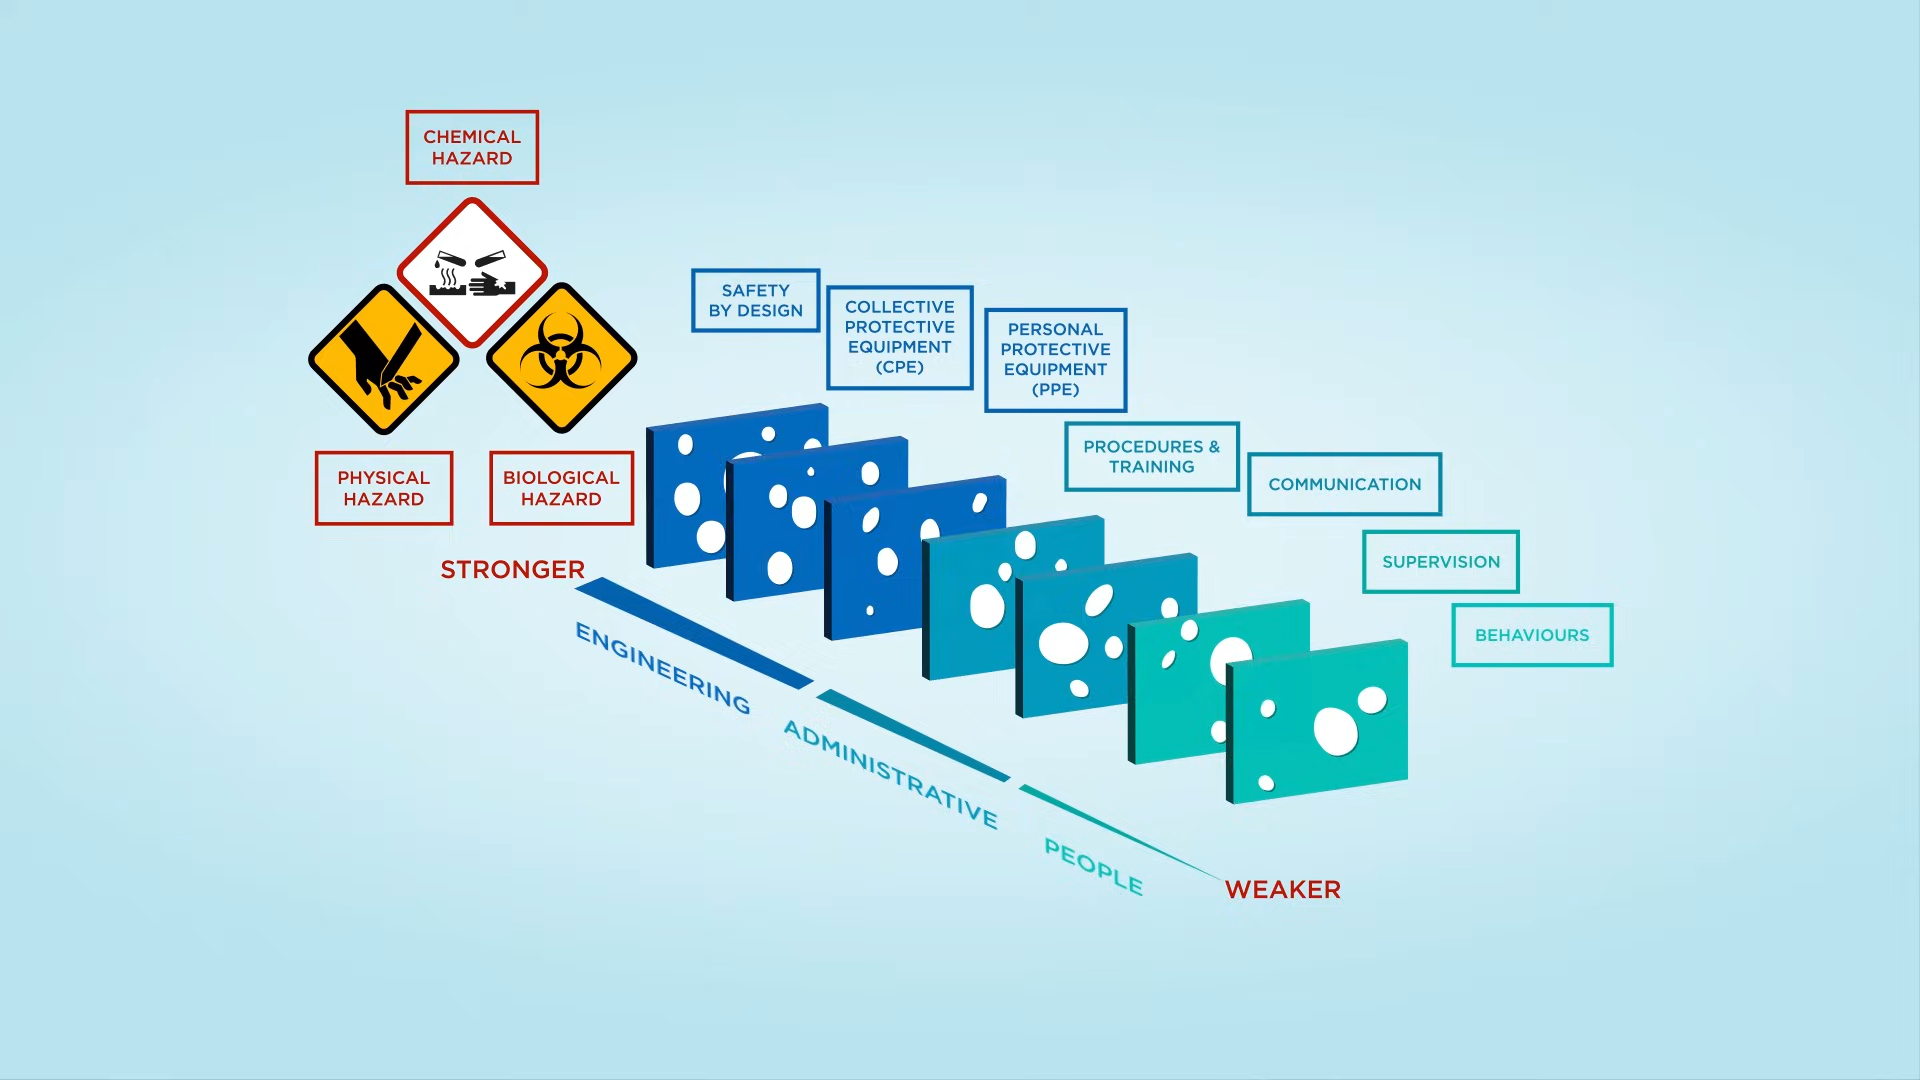 CHEMICAL
HAZARD
PHYSICAL
HAZARD
BIOLOGICAL
HAZARD
SAFETY
BY DESIGN
COLLECTIVE
PROTECTIVE
EQUIPMENT
(CPE)
PERSONAL
PROTECTIVE
EQUIPMENT
(PPE)
PROCEDURES &
TRAINING
COMMUNICATION
SUPERVISION
BEHAVIOURS
STRONGER
ENGINEERING
ADMINISTRATIVE
PEOPLE
WEAKER